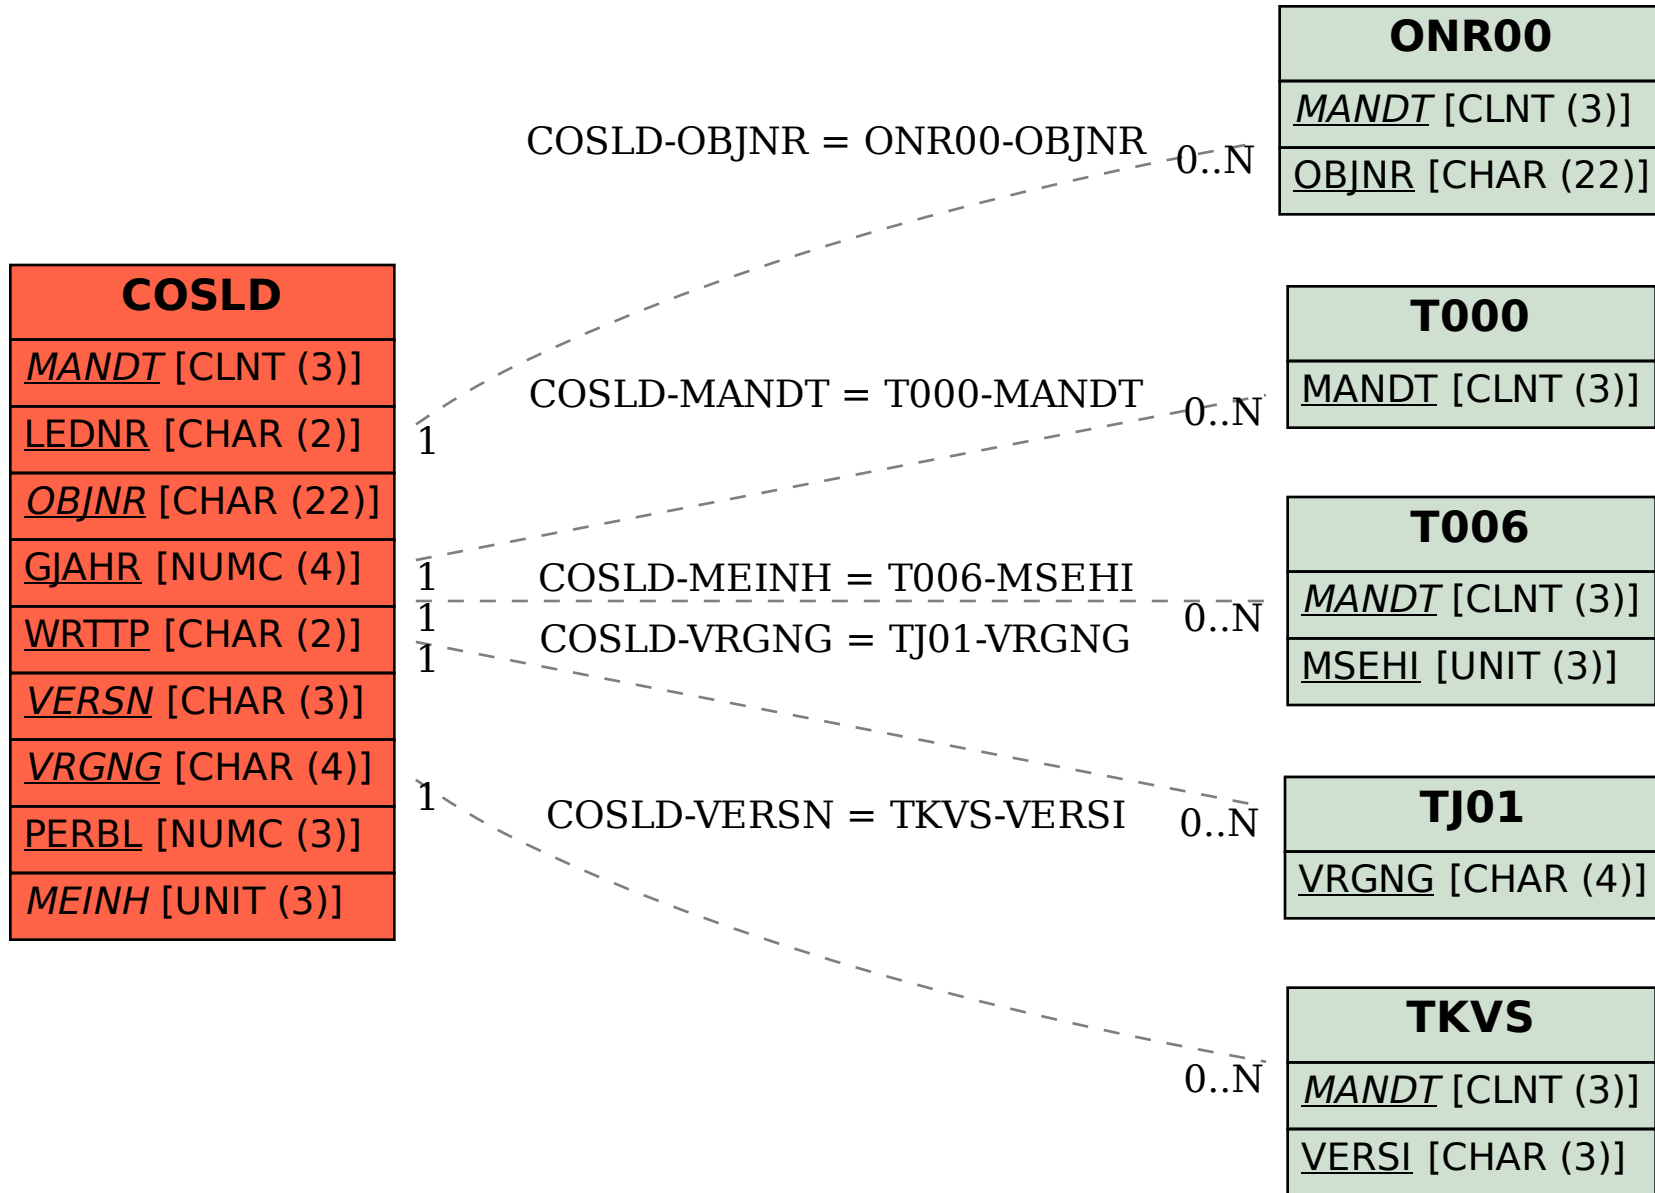 COSLD
MANDT [CLNT (3)]
LEDNR [CHAR (2)]
OBJNR [CHAR (22)]
GJAHR [NUMC (4)]
WRTTP [CHAR (2)]
VERSN [CHAR (3)]
VRGNG [CHAR (4)]
PERBL [NUMC (3)]
MEINH [UNIT (3)]
COSLD-OBJNR = ONR00-OBJNR
0..N
1
COSLD-MANDT = T000-MANDT
0..N
1
COSLD-MEINH = T006-MSEHI
0..N
1
COSLD-VRGNG = TJ01-VRGNG
1
0..N
COSLD-VERSN = TKVS-VERSI
1
0..N
ONR00
MANDT [CLNT (3)]
OBJNR [CHAR (22)]
T000
MANDT [CLNT (3)]
T006
MANDT [CLNT (3)]
MSEHI [UNIT (3)]
TJ01
VRGNG [CHAR (4)]
TKVS
MANDT [CLNT (3)]
VERSI [CHAR (3)]